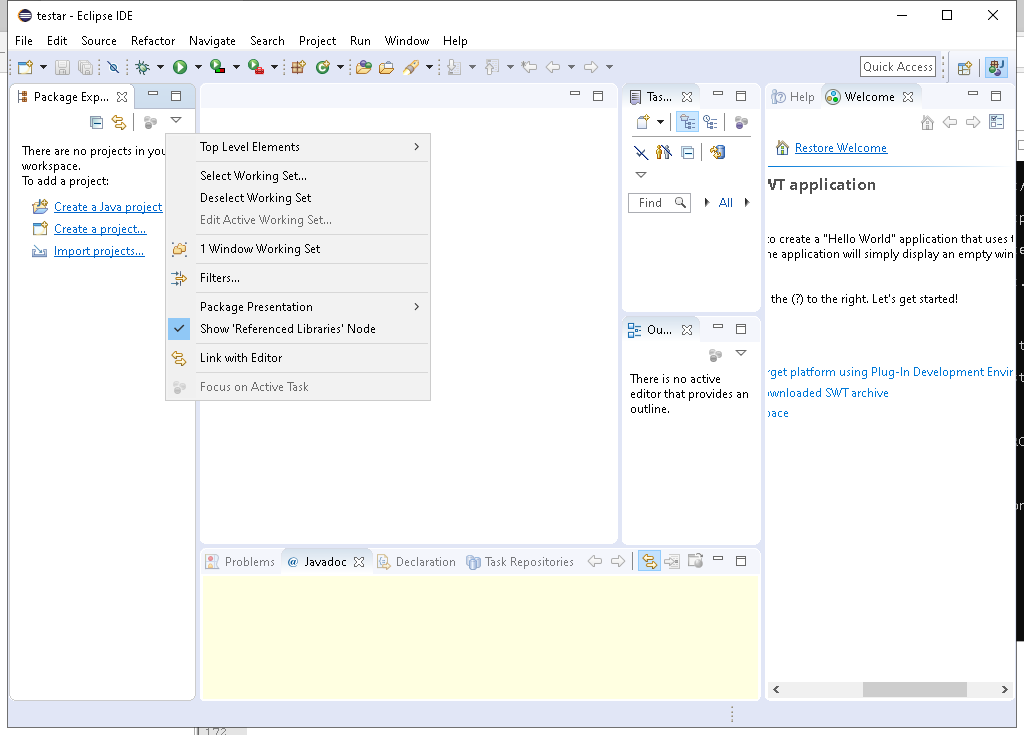 testar - Eclipse IDE
File Edit Source Refactor Navigate Search Project Run Window Help
Quick Access
Package Exp...
There are no projects in you
workspace.
To add a project:
Create a Java project
Create a project...
Import projects...
Top Level Elements
Select Working Set...
Deselect Working Set
Edit Active Working Set...
1 Window Working Set
Filters...
Package Presentation
Show 'Referenced Libraries' Node
Link with Editor
Focus on Active Task
Tas...
Find
All
Ou...
There is no active
editor that provides an
outline.
Help
Welcome
Restore Welcome
WT application
to create a "Hello World" application that uses t
he application will simply display an empty win
the (?) to the right. Let's get started!
rget platform using Plug-In Development Envir
ownloaded SWT archive
pace
Problems
@ Javadoc
Declaration
Task Repositories
172